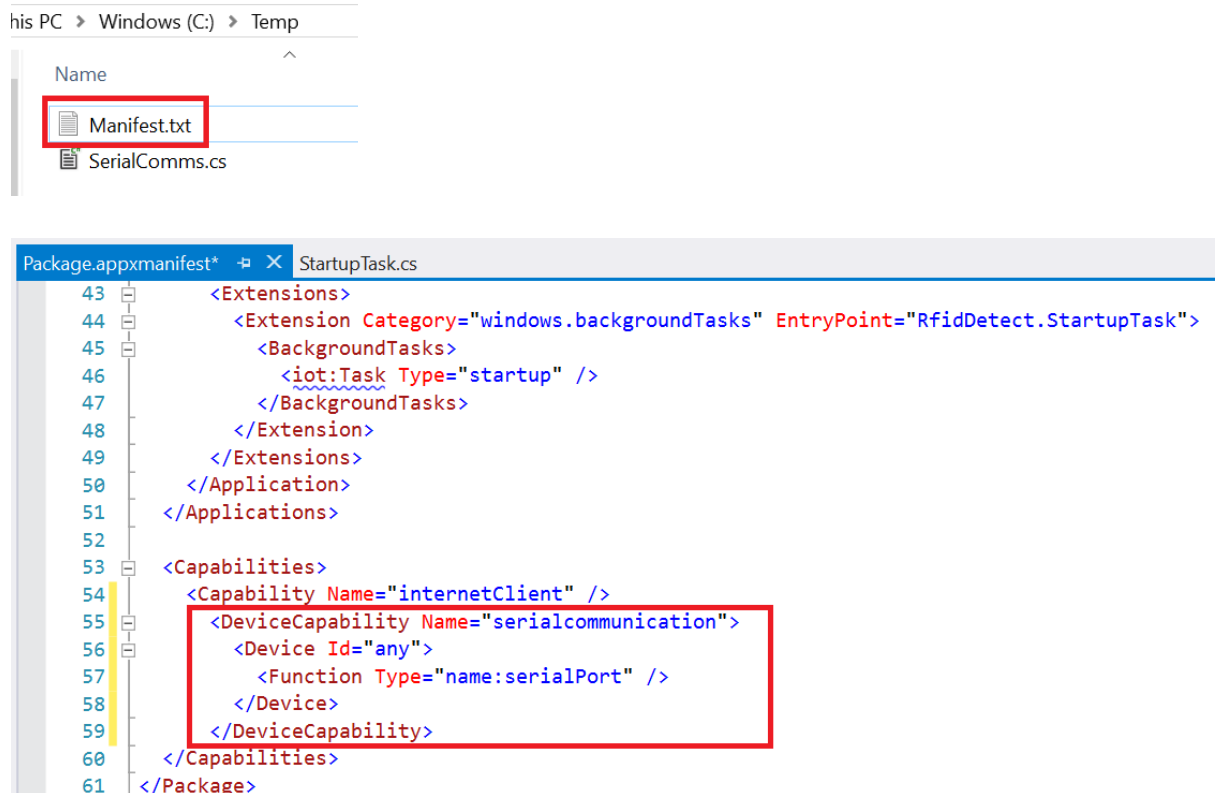 his PC > Windows (C:) > Temp
Name
Manifest.txt
SerialComms.cs
Package.appxmanifest* StartupTask.cs
43 <Extensions>
44 <Extension Category="windows.backgroundTasks" EntryPoint="RfidDetect.StartupTask">
45 <BackgroundTasks>
46 <iot:Task Type="startup" />
47 </BackgroundTasks>
48 </Extension>
49 </Extensions>
50 </Application>
51 </Applications>
52
53 <Capabilities>
54 <Capability Name="internetClient" />
55 <DeviceCapability Name="serialcommunication">
56 <Device Id="any">
57 <Function Type="name:serialPort" />
58 </Device>
59 </DeviceCapability>
60 </Capabilities>
61 </Package>